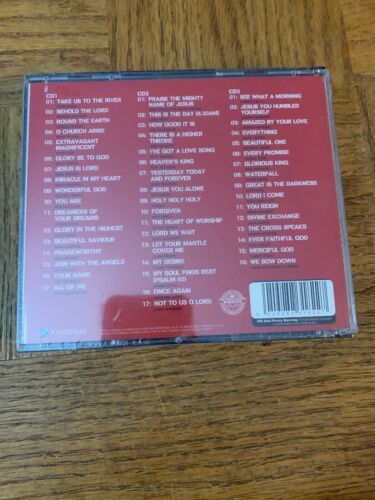 CD1
01: TAKE US TO THE RIVER
02: BEHOLD THE LORD
03: ROUND THE EARTH
04: O CHURCH ARISE
05: EXTRAVAGANT
MAGNIFICENT
06: GLORY BE TO GOD
07: JESUS IS LORD
08: MIRACLE IN MY HEART
09: WONDERFUL GOD
10: YOU ARE
11: DREAMERS OF
YOUR DREAMS
12: GLORY IN THE HIGHEST
13: BEAUTIFUL SAVIOUR
14: PRAISEWORTHY
15: JOIN WITH THE ANGELS
16: YOUR NAME
17: ALL OF ME
CD2
01: PRAISE THE MIGHTY
NAME OF JESUS
02: THIS IS THE DAY (6.30AM)
03: HOW GOOD IT IS
04: THERE IS A HIGHER
THRONE
05: I'VE GOT A LOVE SONG
06: HEAVEN'S KING
07: YESTERDAY TODAY
AND FOREVER
08: JESUS YOU ALONE
09: HOLY HOLY HOLY
10: FORGIVEN
11: THE HEART OF WORSHIP
12: LORD WE WAIT
13: LET YOUR MANTLE
COVER ME
14: MY DESIRE
15: MY SOUL FINDS REST
(PSALM 62)
16: ONCE AGAIN
17: NOT TO US O LORD
CD3
01: SEE WHAT A MORNING
02: JESUS YOU HUMBLED
YOURSELF
03: AMAZED BY YOUR LOVE
04: EVERYTHING
05: BEAUTIFUL ONE
06: EVERY PROMISE
07: GLORIOUS KING
08: WATERFALL
09: GREAT IS THE DARKNESS
10: LORD I COME
11: YOU REIGN
12: DIVINE EXCHANGE
13: THE CROSS SPEAKS
14: EVER FAITHFUL GOD
15: MERCIFUL GOD
16: WE BOW DOWN
KINGSWAY
FBI Anti-Piracy Warning